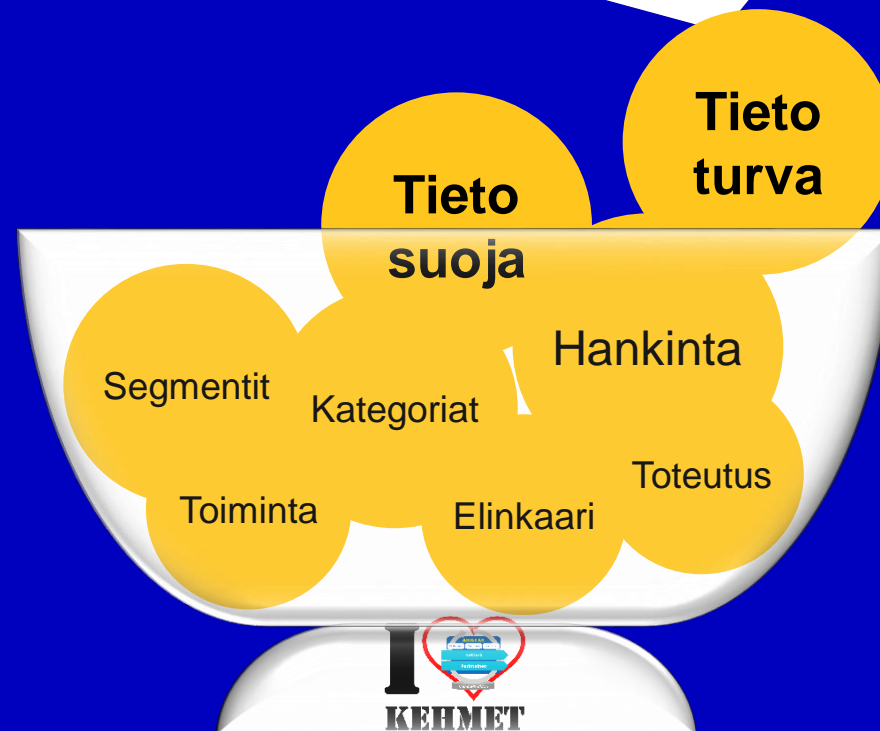 Tieto
turva
Tieto
suoja
Hankinta
Segmentit
Kategoriat
Toteutus
Toiminta
Elinkaari
I
KEHMET